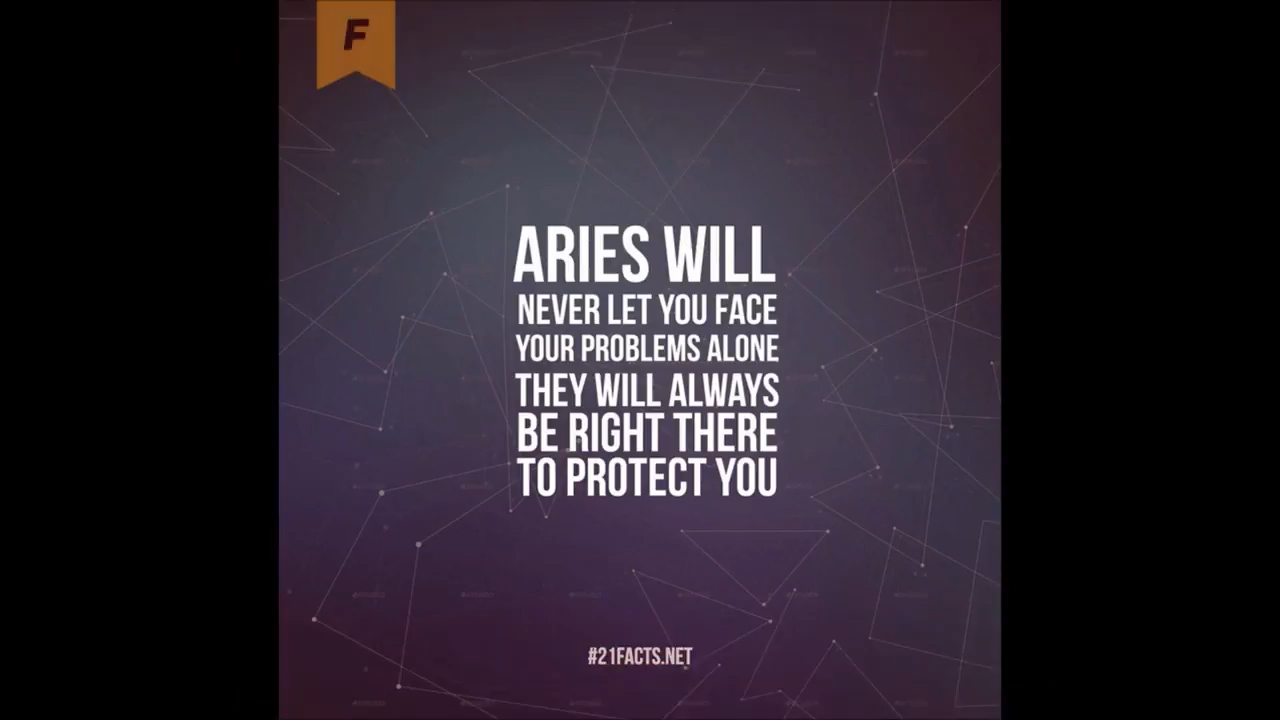 F
ARIES WILL
NEVER LET YOU FACE
YOUR PROBLEMS ALONE
THEY WILL ALWAYS
BE RIGHT THERE
TO PROTECT YOU
#21FACTS.NET